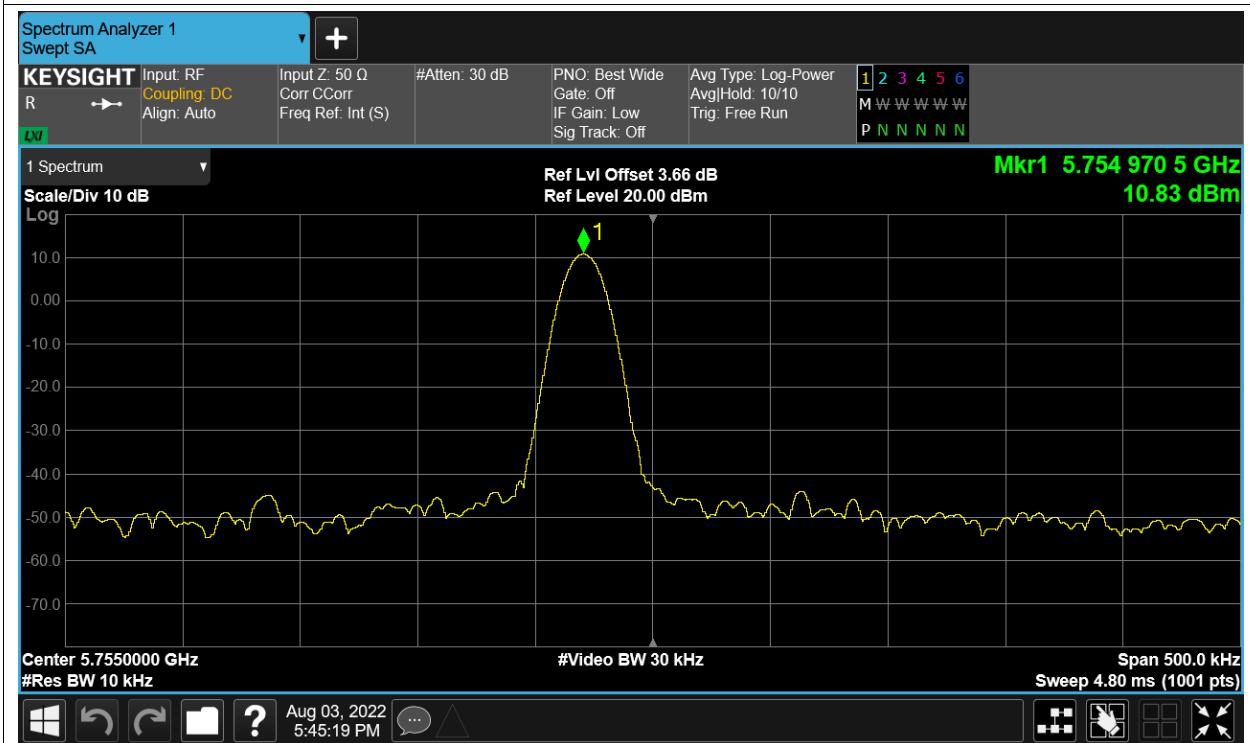 Spectrum Analyzer 1
Swept SA
KEYSIGHT
R
LXI
Input: RF
Coupling: DC
Align: Auto
Input Z: 50 Ω
Corr CCorr
Freq Ref: Int (S)
#Atten: 30 dB
PNO: Best Wide
Gate: Off
IF Gain: Low
Sig Track: Off
Avg Type: Log-Power
Avg|Hold: 10/10
Trig: Free Run
1 2 3 4 5 6
M W W W W W W
P N N N N N N
1 Spectrum
Scale/Div 10 dB
Log
Ref Lvl Offset 3.66 dB
Ref Level 20.00 dBm
Mkr1 5.754 970 5 GHz
10.83 dBm
1
10.0
0.00
-10.0
-20.0
-30.0
-40.0
-50.0
-60.0
-70.0
Center 5.7550000 GHz
#Video BW 30 kHz
Span 500.0 kHz
#Res BW 10 kHz
Sweep 4.80 ms (1001 pts)
?
Aug 03, 2022
5:45:19 PM